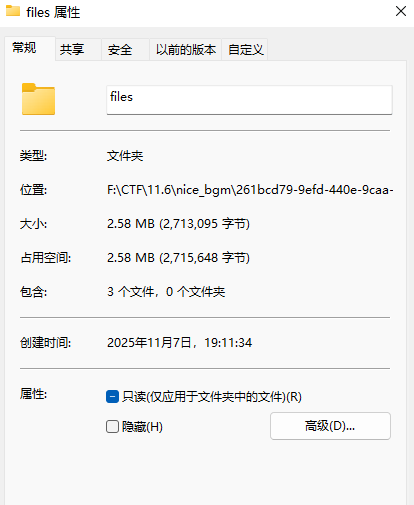 files 属性
常规 共享 安全 以前的版本 自定义
files
类型: 文件夹
位置: F:\CTF\11.6\nice_bgm\261bcd79-9efd-440e-9caa-
大小: 2.58 MB (2,713,095 字节)
占用空间: 2.58 MB (2,715,648 字节)
包含: 3 个文件，0 个文件夹
创建时间: 2025年11月7日，19:11:34
属性: 只读(仅应用于文件夹中的文件)(R)
隐藏(H) 高级(D)...